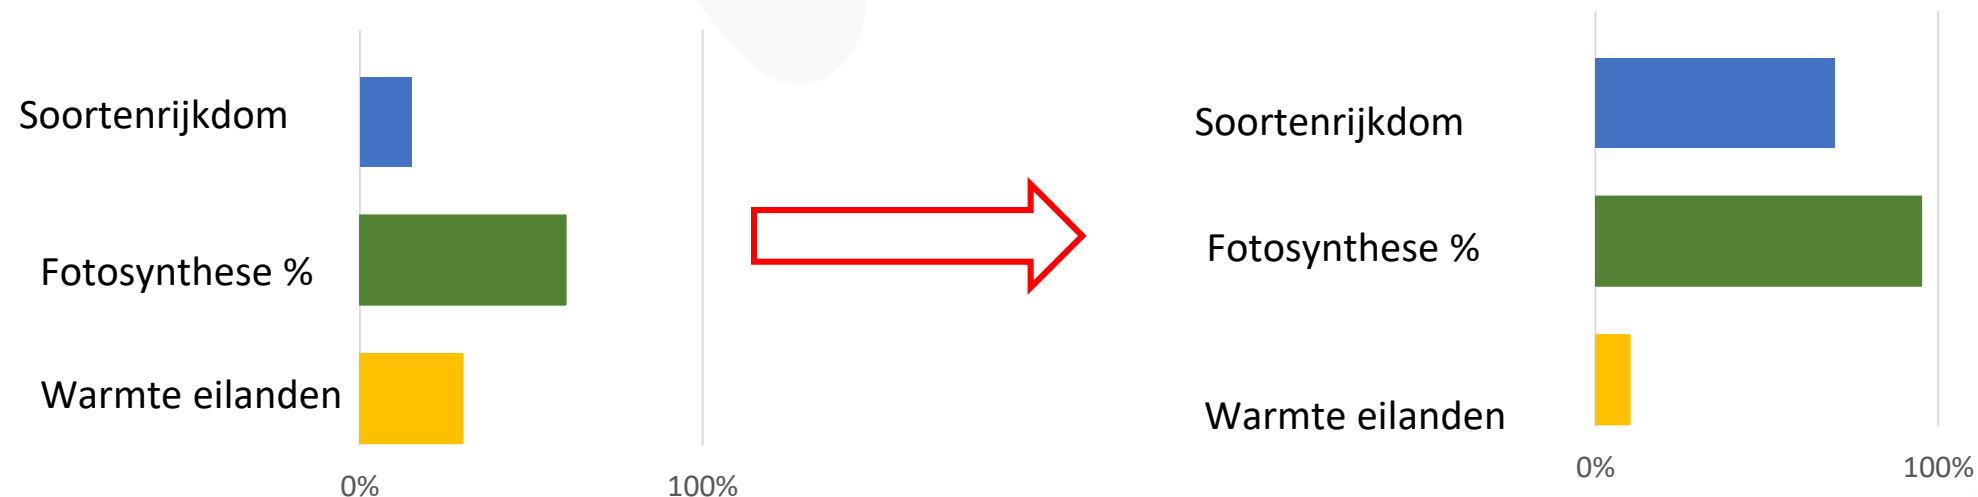 Soortenrijkdom
Fotosynthese %
Warmte eilanden
0%
100%
Soortenrijkdom
Fotosynthese %
Warmte eilanden
0%
100%